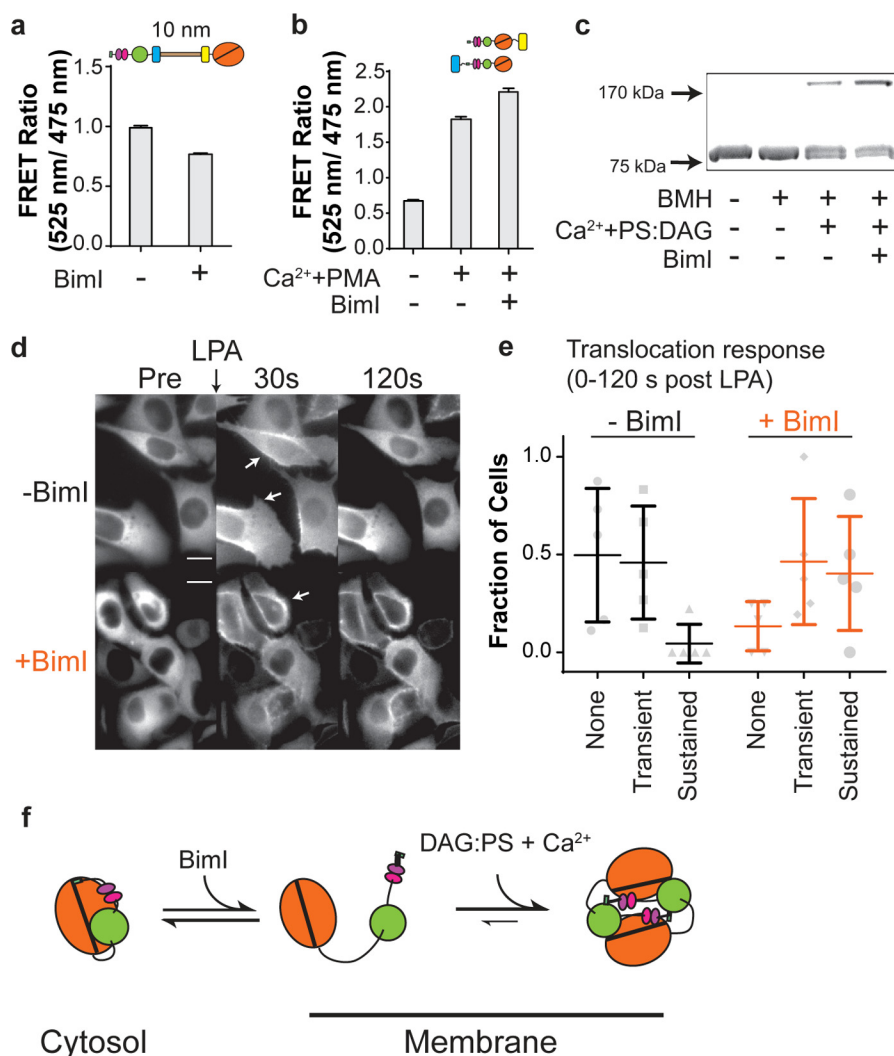 a
10 nm
FRET Ratio
(525 nm/ 475 nm)
1.5
1.0
0.5
0.0
BimI
- +
b
FRET Ratio
(525 nm/ 475 nm)
2.5
2.0
1.5
1.0
0.5
0.0
Ca²⁺+PMA - + +
BimI +
c
170 kDa
75 kDa
BMH - + + +
Ca²⁺+PS:DAG - - + +
BimI - - - +
d
LPA
Pre 30s 120s
-BimI
+BimI
e
Translocation response
(0-120 s post LPA)
- BimI + BimI
Fraction of Cells
1.0
0.5
0.0
None
Transient
Sustained
None
Transient
Sustained
f
BimI
DAG:PS + Ca²⁺
Cytosol
Membrane